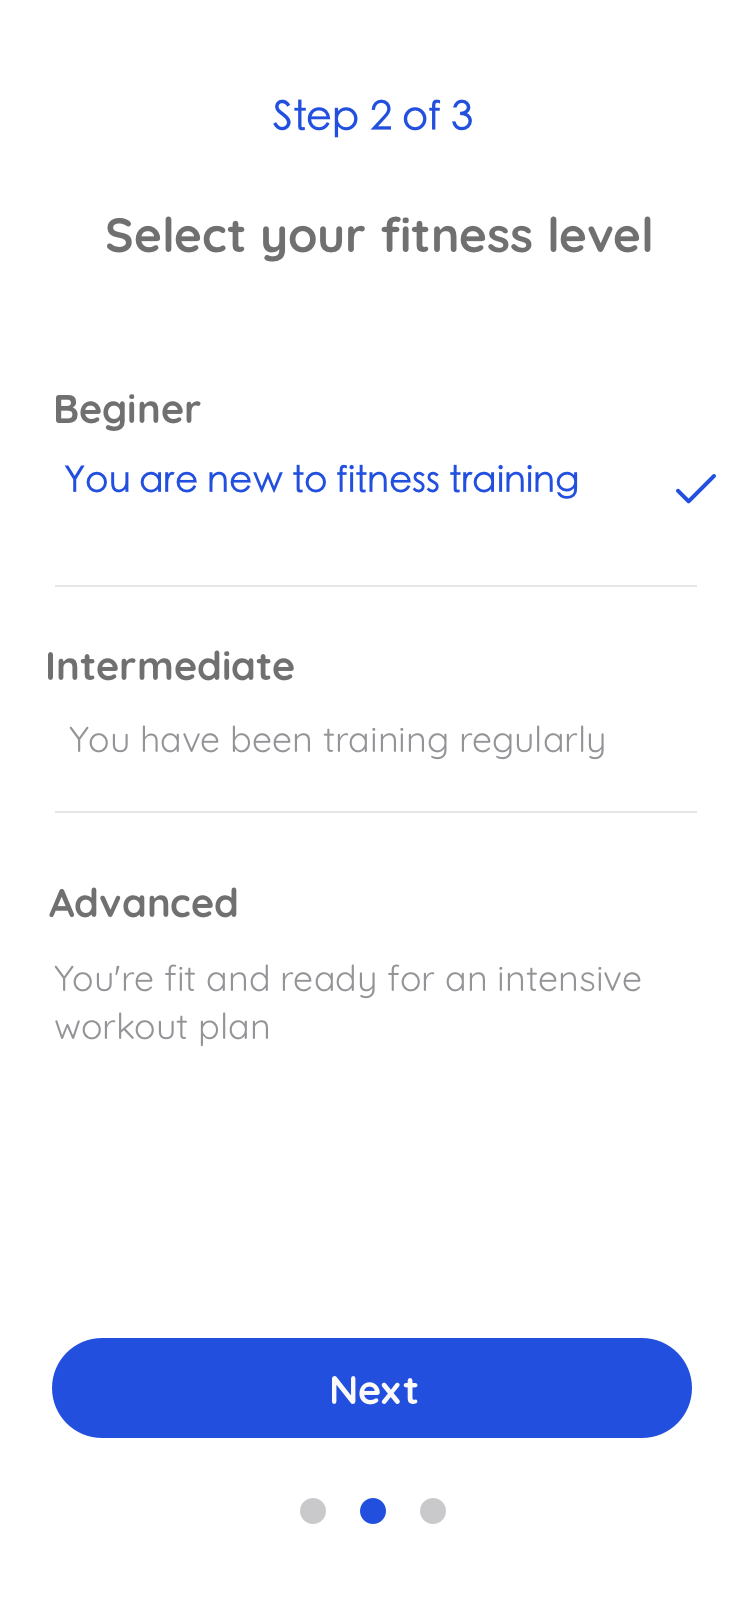 Step 2 of 3
Select your fitness level
Beginer
You are new to fitness training
Intermediate
You have been training regularly
Advanced
You're fit and ready for an intensive
workout plan
Next